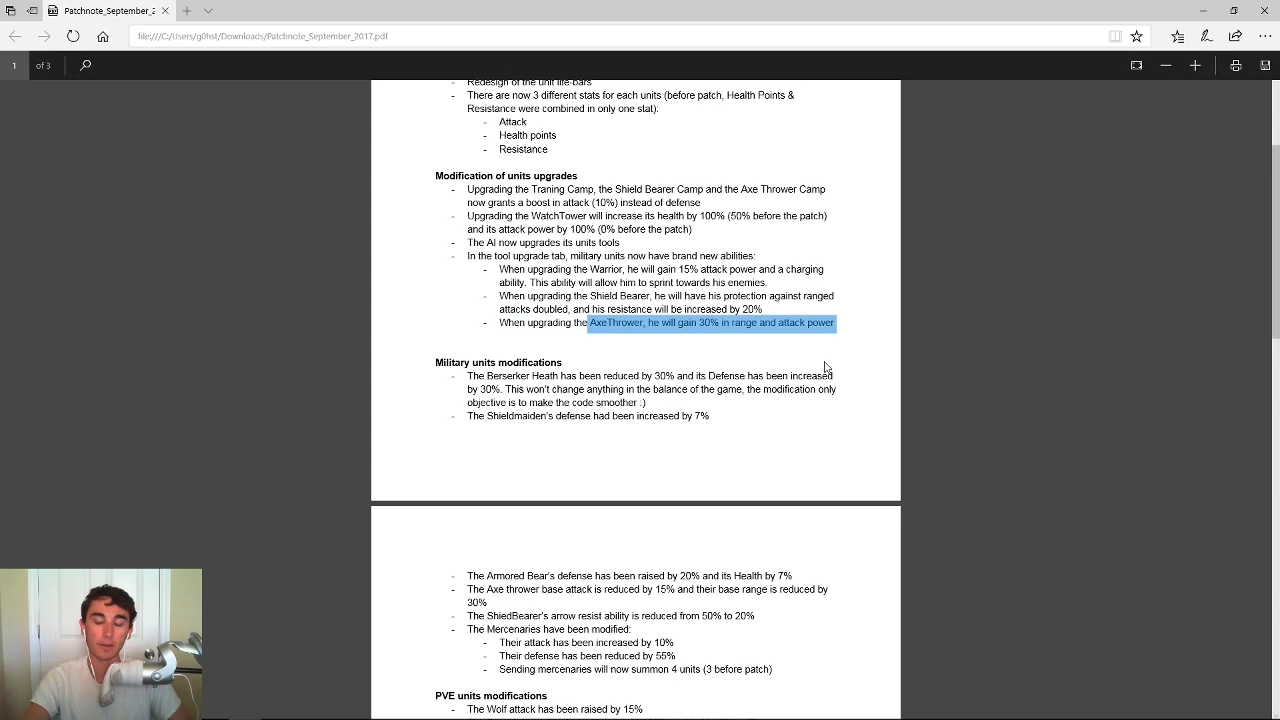 Patchnote_September_2
file:///C:/Users/g0hst/Downloads/Patchnote_September_2017.pdf
1 of 3
- Redesign of the unit life-bars
- There are now 3 different stats for each units (before patch, Health Points &
Resistance were combined in only one stat):
- Attack
- Health points
- Resistance
Modification of units upgrades
- Upgrading the Traning Camp, the Shield Bearer Camp and the Axe Thrower Camp
now grants a boost in attack (10%) instead of defense
- Upgrading the WatchTower will increase its health by 100% (50% before the patch)
and its attack power by 100% (0% before the patch)
- The AI now upgrades its units tools
- In the tool upgrade tab, military units now have brand new abilities:
- When upgrading the Warrior, he will gain 15% attack power and a charging
ability. This ability will allow him to sprint towards his enemies.
- When upgrading the Shield Bearer, he will have his protection against ranged
attacks doubled, and his resistance will be increased by 20%
- When upgrading the AxeThrower, he will gain 30% in range and attack power
Military units modifications
- The Berserker Heath has been reduced by 30% and its Defense has been increased
by 30%. This won't change anything in the balance of the game, the modification only
objective is to make the code smoother :)
- The Shieldmaiden's defense had been increased by 7%
- The Armored Bear's defense has been raised by 20% and its Health by 7%
- The Axe thrower base attack is reduced by 15% and their base range is reduced by
30%
- The ShiedBearer's arrow resist ability is reduced from 50% to 20%
- The Mercenaries have been modified:
- Their attack has been increased by 10%
- Their defense has been reduced by 55%
- Sending mercenaries will now summon 4 units (3 before patch)
PVE units modifications
- The Wolf attack has been raised by 15%